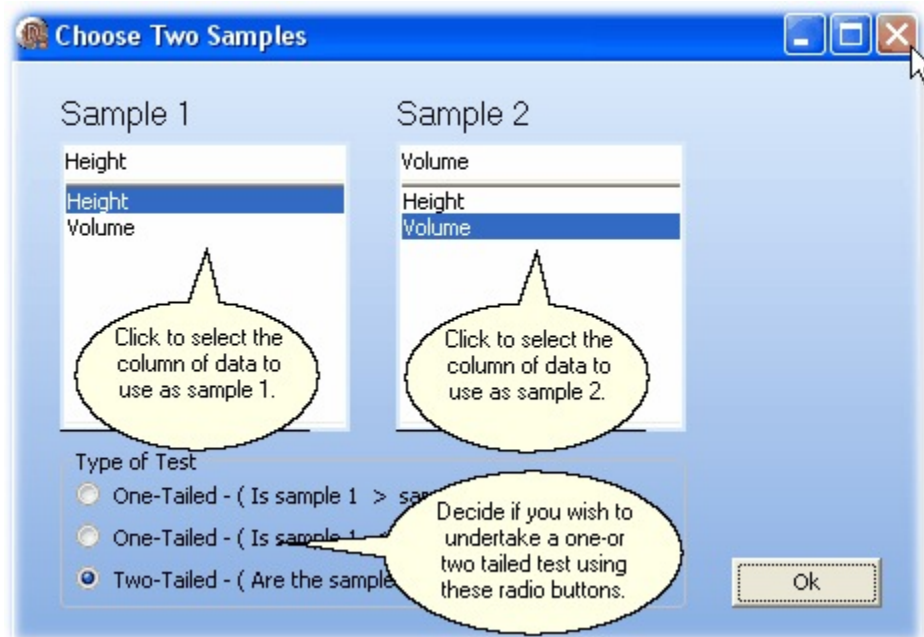 Choose Two Samples
Sample 1
Sample 2
Height
Height
Volume
Volume
Height
Volume
Click to select the
column of data to
use as sample 1.
Click to select the
column of data to
use as sample 2.
Type of Test
One-Tailed - ( Is sample 1 >
One-Tailed - ( Is sample 1
Two-Tailed - ( Are the
Decide if you wish to
undertake a one-or
two tailed test using
these radio buttons.
Ok